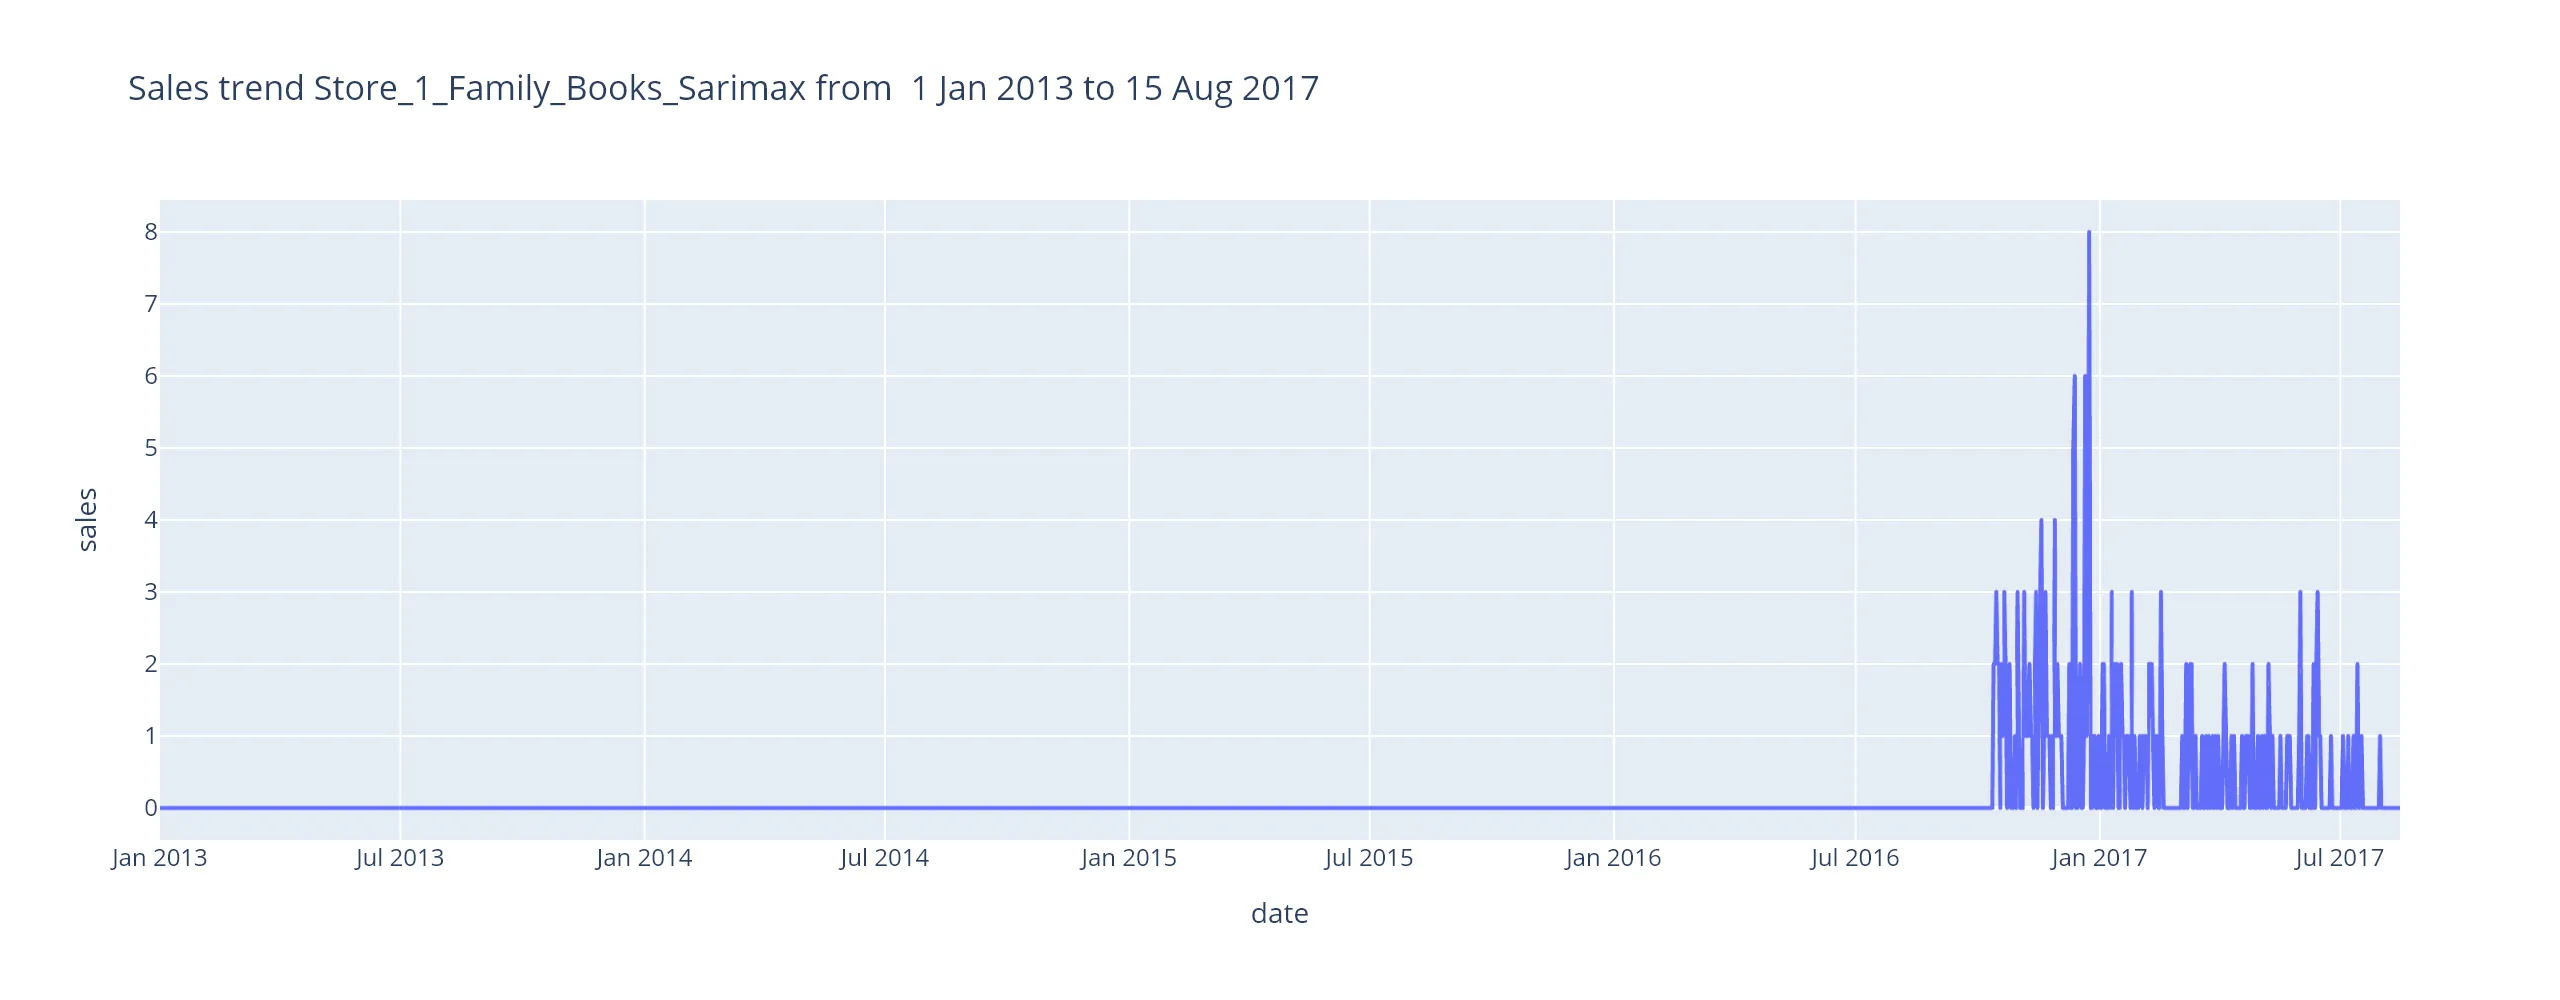 Sales trend Store_1_Family_Books_Sarimax from  1 Jan 2013 to 15 Aug 2017
8
7
6
5
4
3
2
1
0
sales
Jan 2013 Jul 2013 Jan 2014 Jul 2014 Jan 2015 Jul 2015 Jan 2016 Jul 2016 Jan 2017 Jul 2017
date